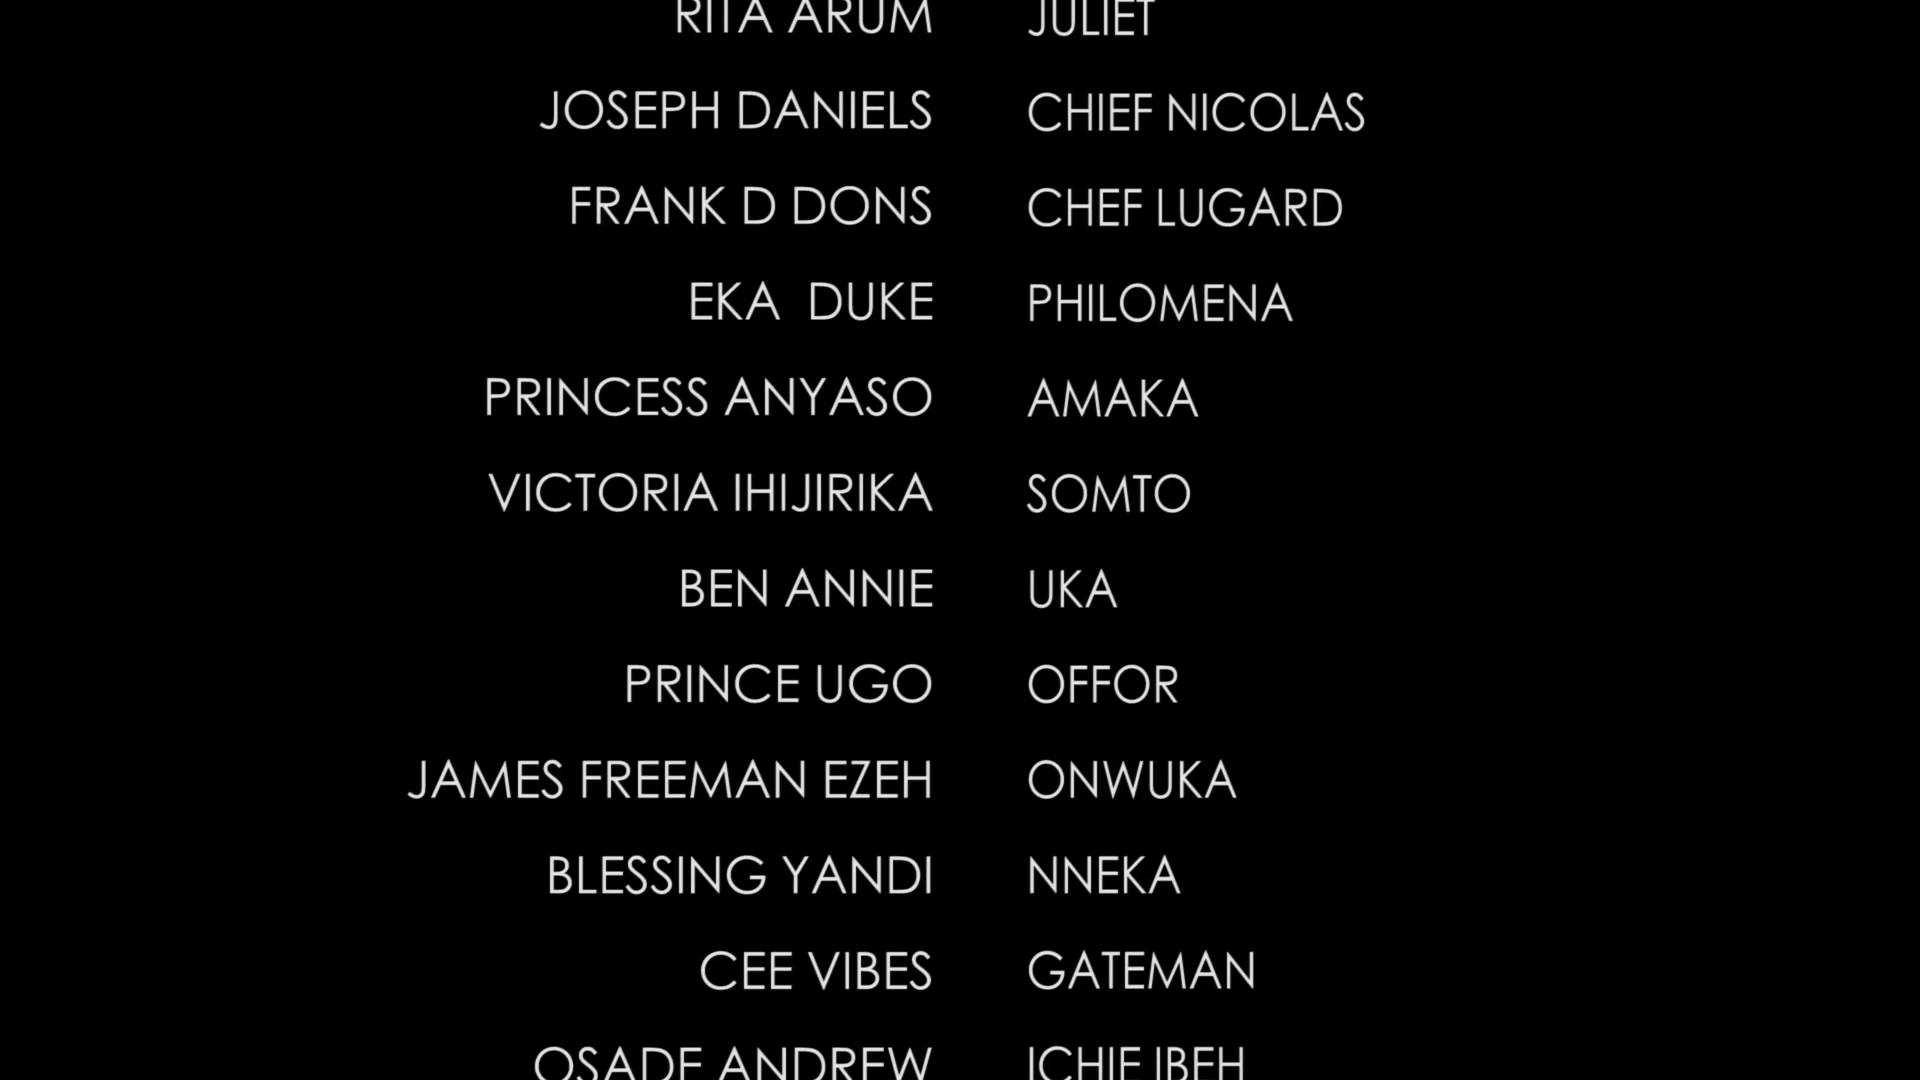 RITA ARUM JULIET
JOSEPH DANIELS CHIEF NICOLAS
FRANK D DONS CHEF LUGARD
EKA DUKE PHILOMENA
PRINCESS ANYASO AMAKA
VICTORIA IHIJIRIKA SOMTO
BEN ANNIE UKA
PRINCE UGO OFFOR
JAMES FREEMAN EZEH ONWUKA
BLESSING YANDI NNEKA
CEE VIBES GATEMAN
OSADE ANDREW ICHIE IBEH